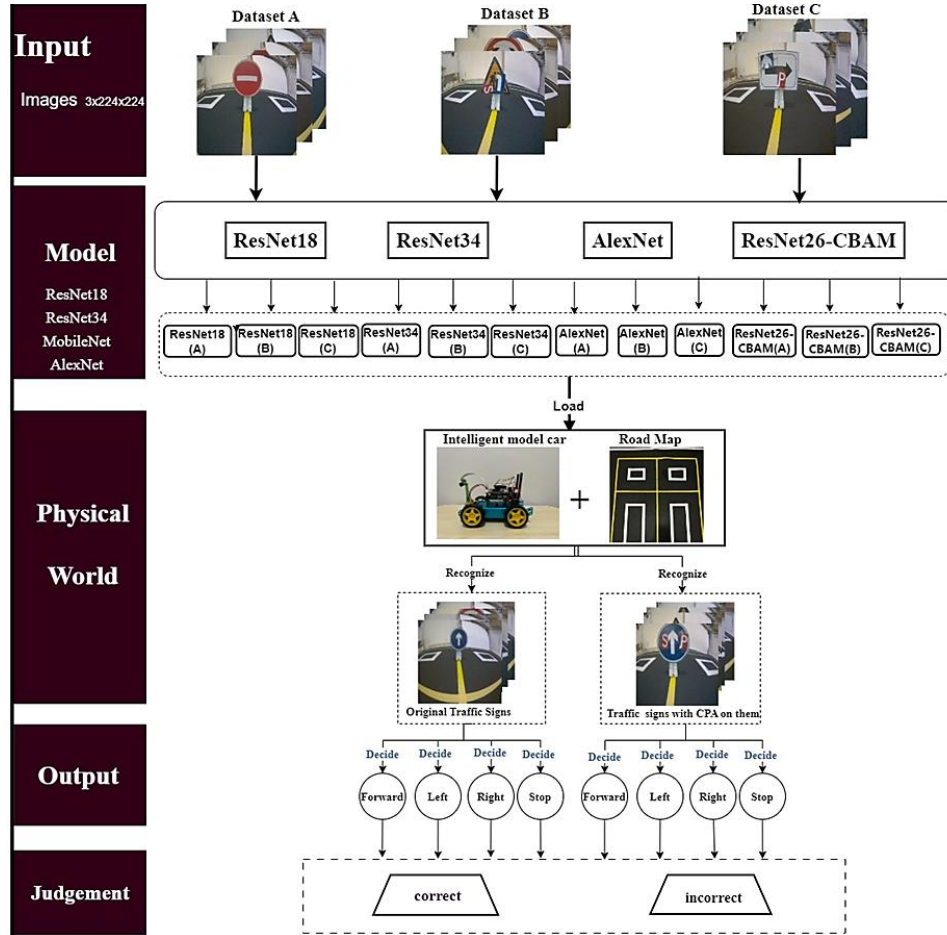 Dataset A
Dataset B
Dataset C
Input
Images 3x224x224
Model
ResNet18
ResNet34
MobileNet
AlexNet
ResNet18
ResNet34
AlexNet
ResNet26-CBAM
ResNet18
(A)
ResNet18
(B)
ResNet18
(C)
ResNet34
(A)
ResNet34
(B)
ResNet34
(C)
AlexNet
(A)
AlexNet
(B)
AlexNet
(C)
ResNet26-
CBAM(A)
ResNet26-
CBAM(B)
ResNet26-
CBAM(C)
Load
Physical
World
Intelligent model car
Road Map
+
Recognize
Recognize
S P
Original Traffic Signs
Traffic signs with CPA on them
Output
Decide
Decide
Decide
Decide
Decide
Decide
Decide
Decide
Forward
Left
Right
Stop
Forward
Left
Right
Stop
Judgement
correct
incorrect